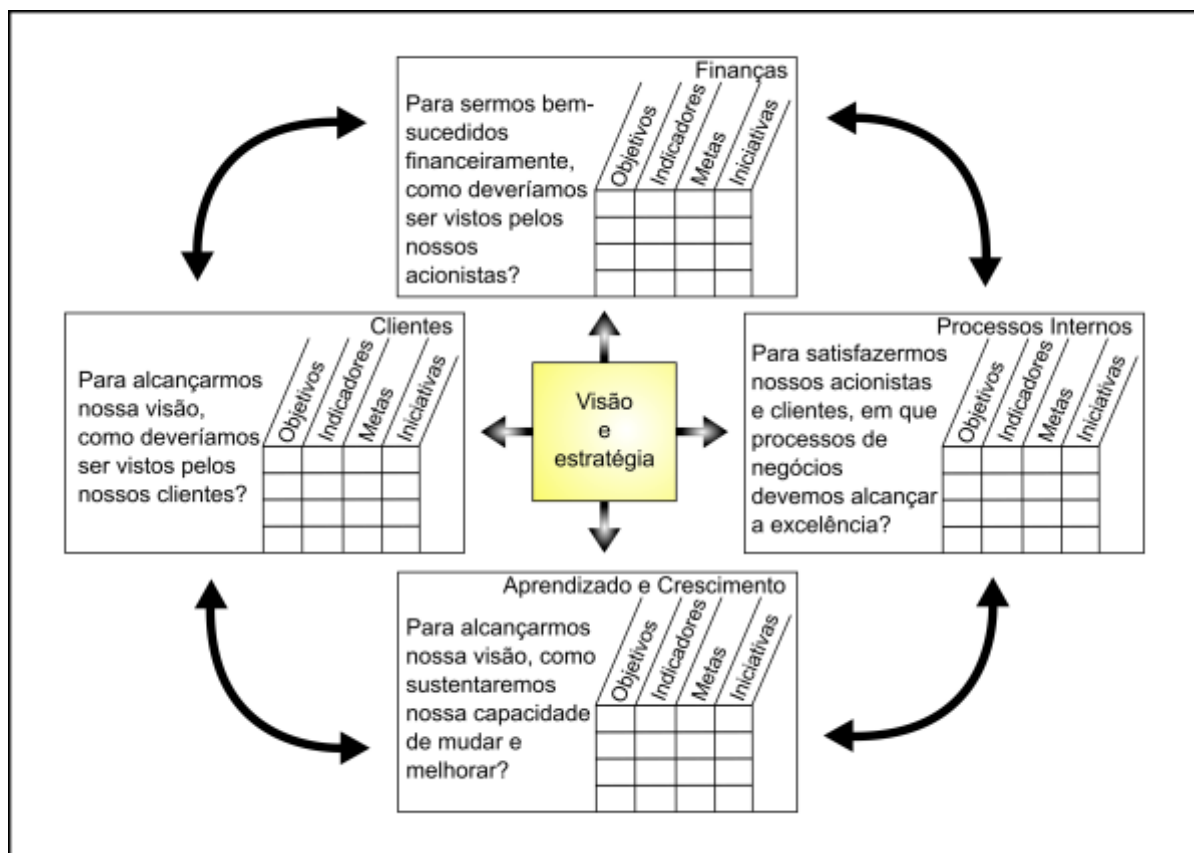 Finanças
Para sermos bem-
sucedidos
financeiramente,
como deveríamos
ser vistos pelos
nossos
acionistas?
Objetivos
Indicadores
Metas
Iniciativas
Clientes
Para alcançarmos
nossa visão,
como deveríamos
ser vistos pelos
nossos clientes?
Objetivos
Indicadores
Metas
Iniciativas
Visão
e
estratégia
Processos Internos
Para satisfazermos
nossos acionistas
e clientes, em que
processos de
negócios
devemos alcançar
a excelência?
Objetivos
Indicadores
Metas
Iniciativas
Aprendizado e Crescimento
Para alcançarmos
nossa visão, como
sustentaremos
nossa capacidade
de mudar e
melhorar?
Objetivos
Indicadores
Metas
Iniciativas